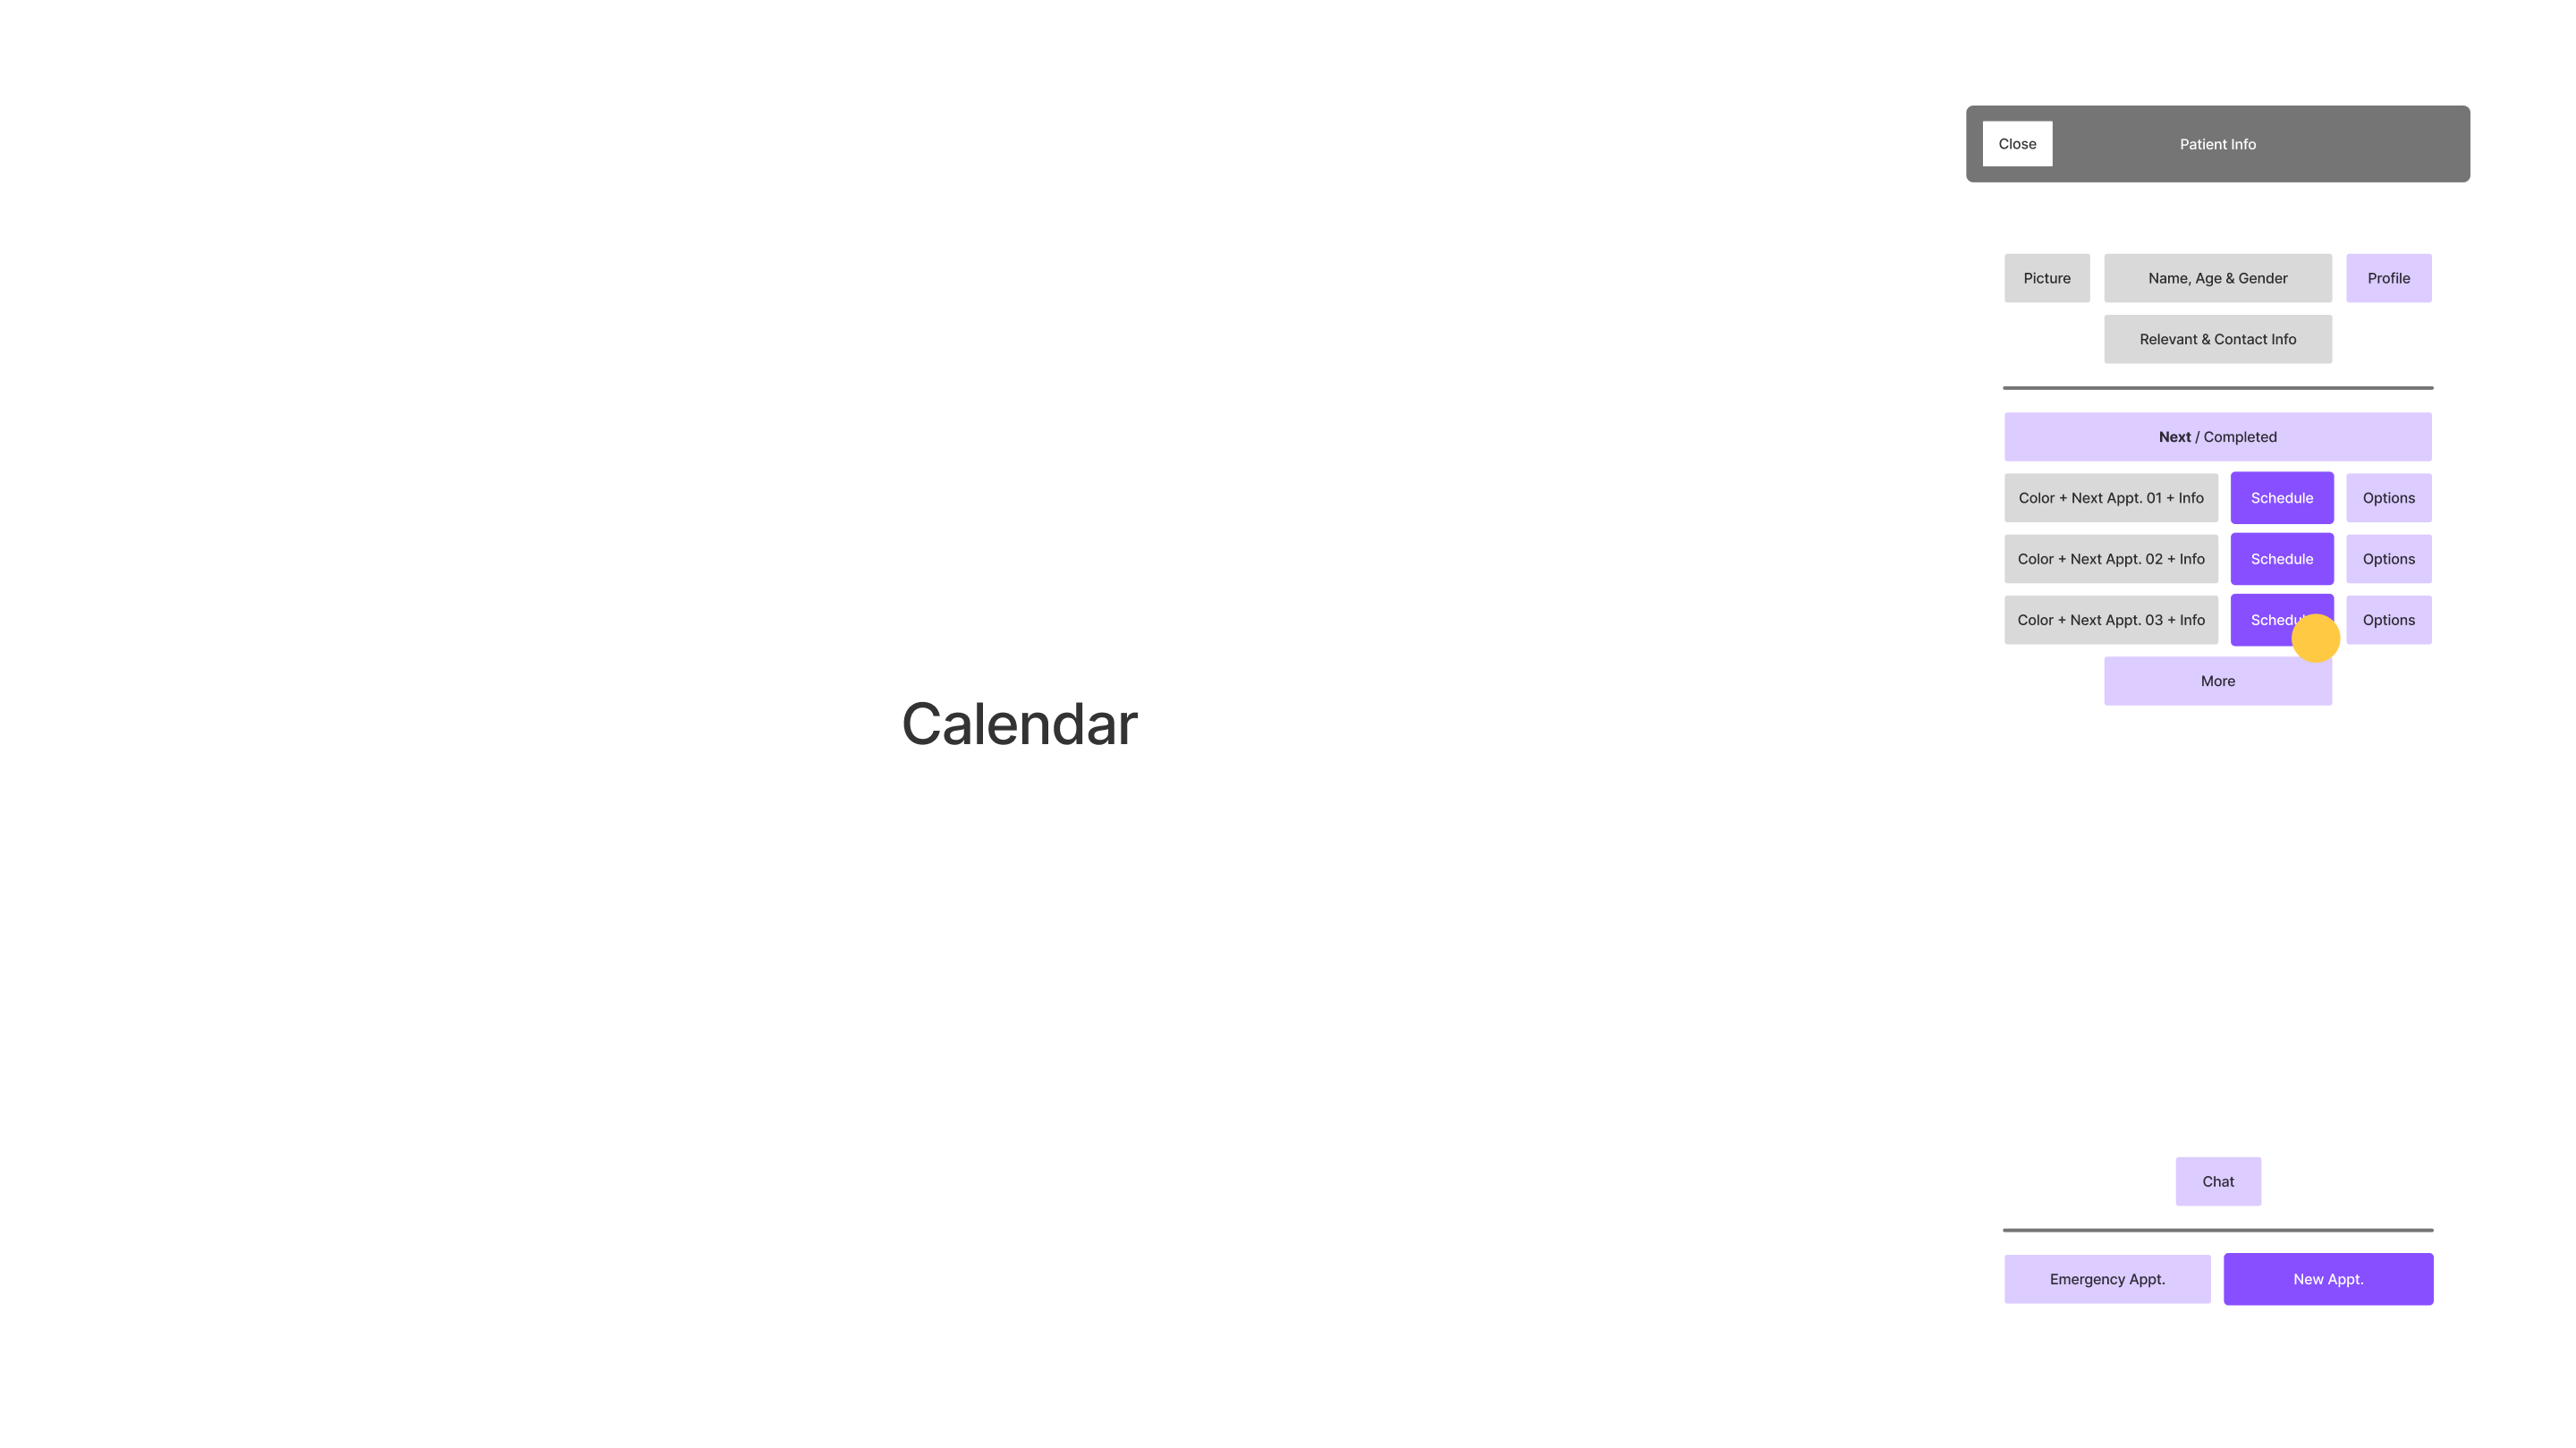 Close
Patient Info
Picture
Name, Age & Gender
Profile
Relevant & Contact Info
Next / Completed
Color + Next Appt. 01 + Info
Schedule
Options
Color + Next Appt. 02 + Info
Schedule
Options
Color + Next Appt. 03 + Info
Options
More
Calendar
Chat
Emergency Appt.
New Appt.